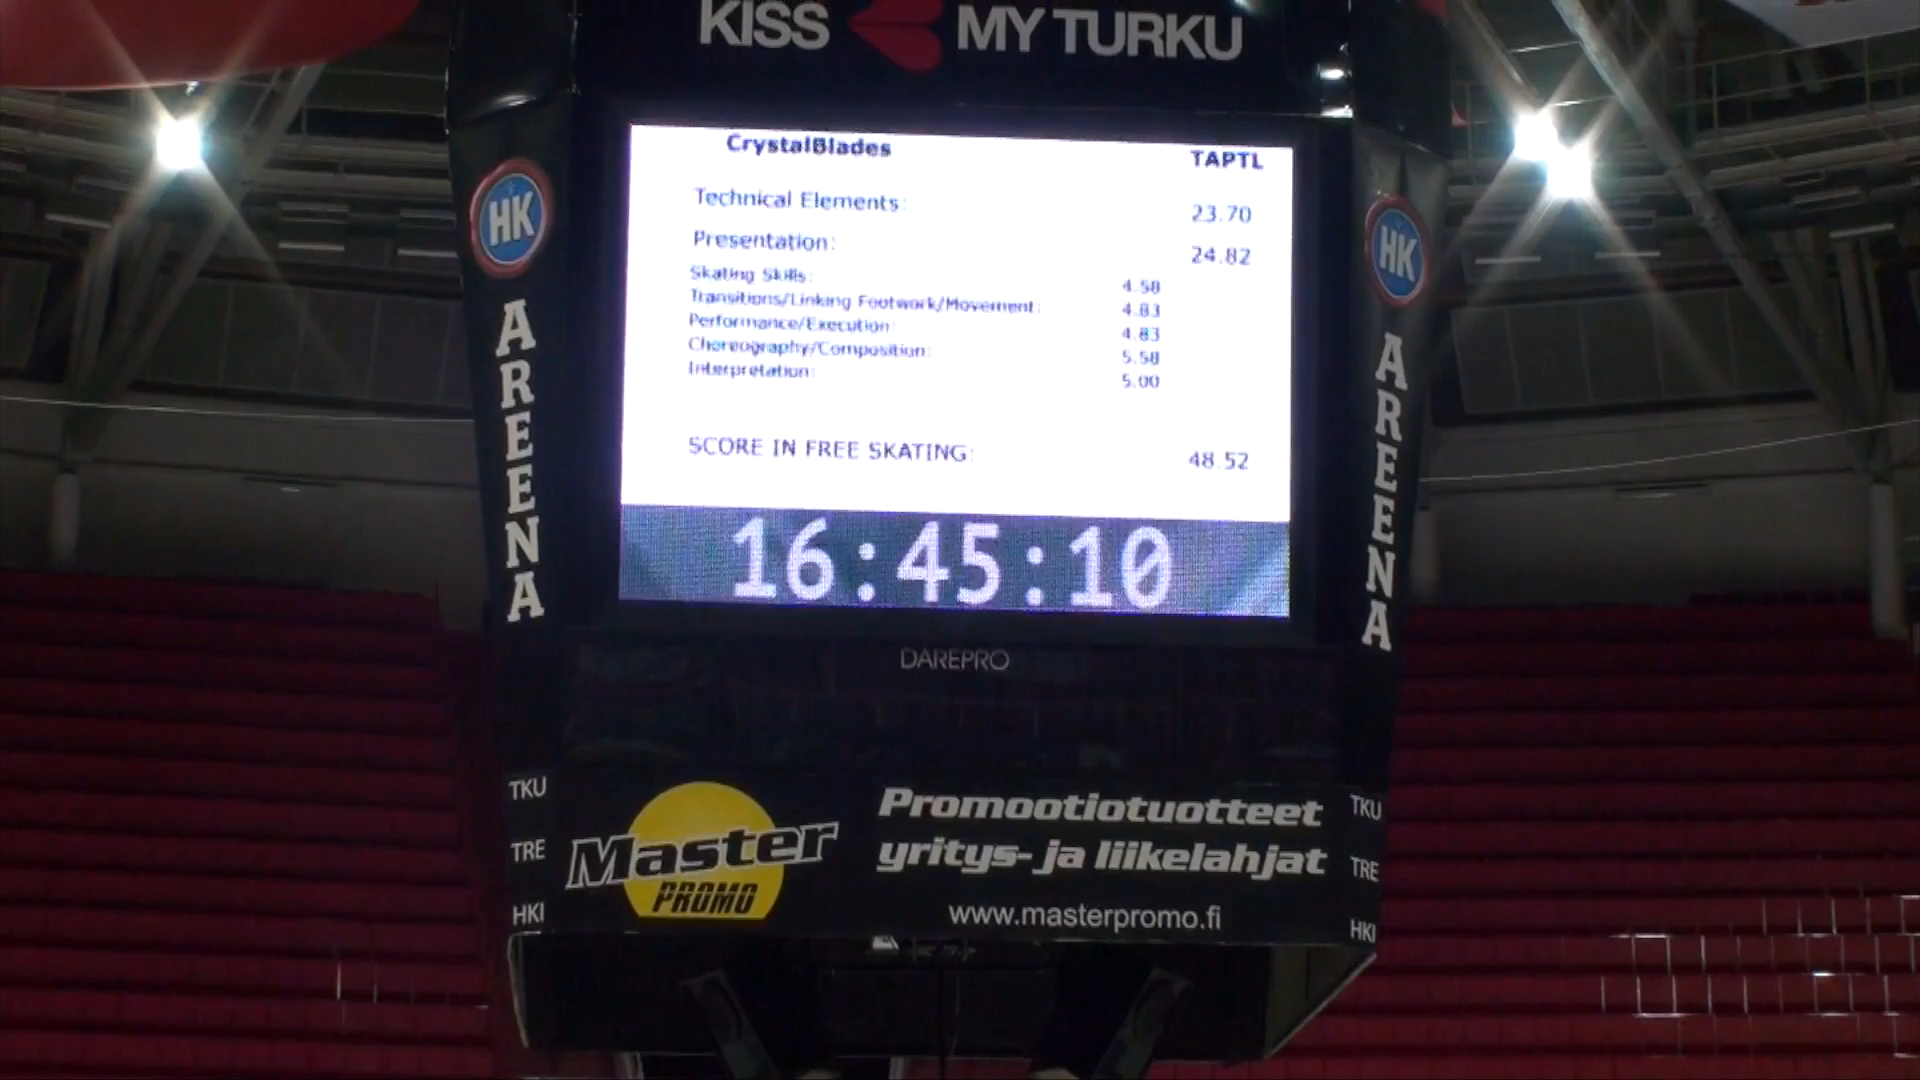 KISS MY TURKU
CrystalBlades TAPTL
Technical Elements: 23.70
Presentation: 24.82
Skating Skills: 4.58
Transitions/Linking Footwork/Movement: 4.83
Performance/Execution: 4.83
Choreography/Composition: 5.58
Interpretation: 5.00
SCORE IN FREE SKATING: 48.52
16:45:10
DAREPRO
HK
AREENA
HK
AREENA
TKU
TRE
HKI
Master
PROMO
Promootiotuotteet
yritys- ja liikelahjat
www.masterpromo.fi
TKU
TRE
HKI